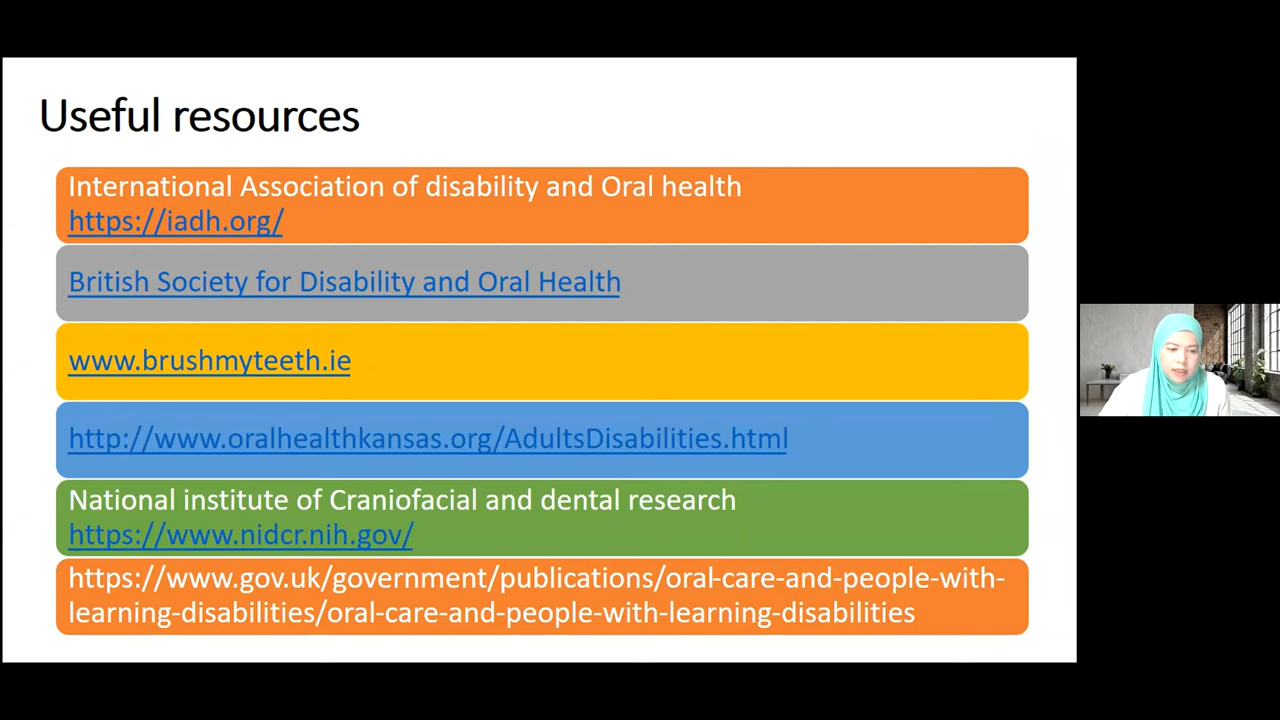 Useful resources
International Association of disability and Oral health
https://iadh.org/
British Society for Disability and Oral Health
www.brushmyteeth.ie
http://www.oralhealthkansas.org/AdultsDisabilities.html
National institute of Craniofacial and dental research
https://www.nidcr.nih.gov/
https://www.gov.uk/government/publications/oral-care-and-people-with-
learning-disabilities/oral-care-and-people-with-learning-disabilities